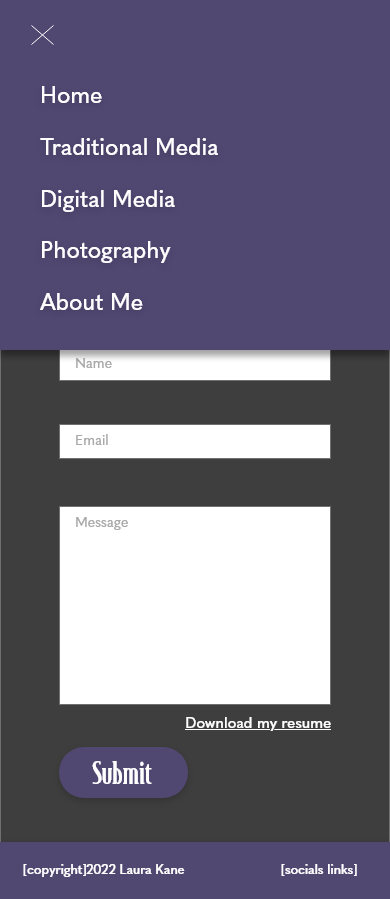 Home
Traditional Media
Digital Media
Photography
About Me
Name
Email
Message
Download my resume
Submit
[copyright]2022 Laura Kane
[socials links]